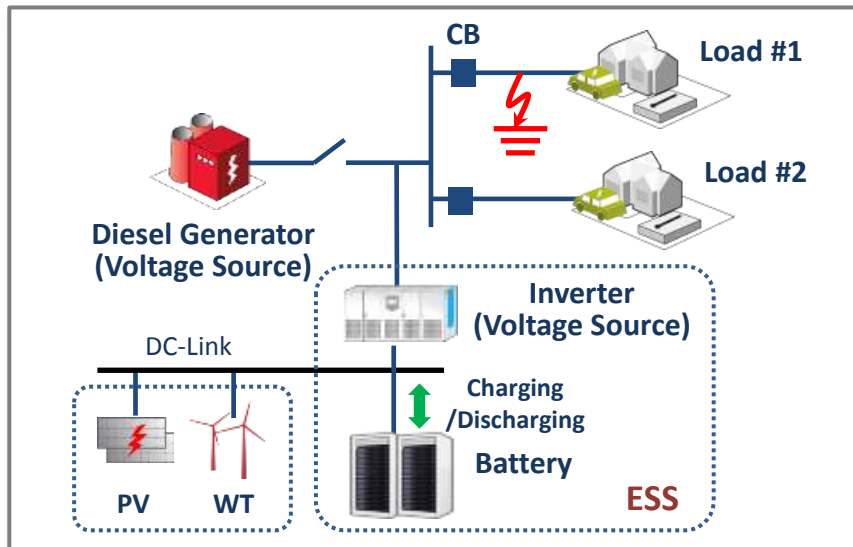 CB
Load #1
Load #2
Diesel Generator
(Voltage Source)
Inverter
(Voltage Source)
DC-Link
Charging
/Discharging
Battery
PV
WT
ESS